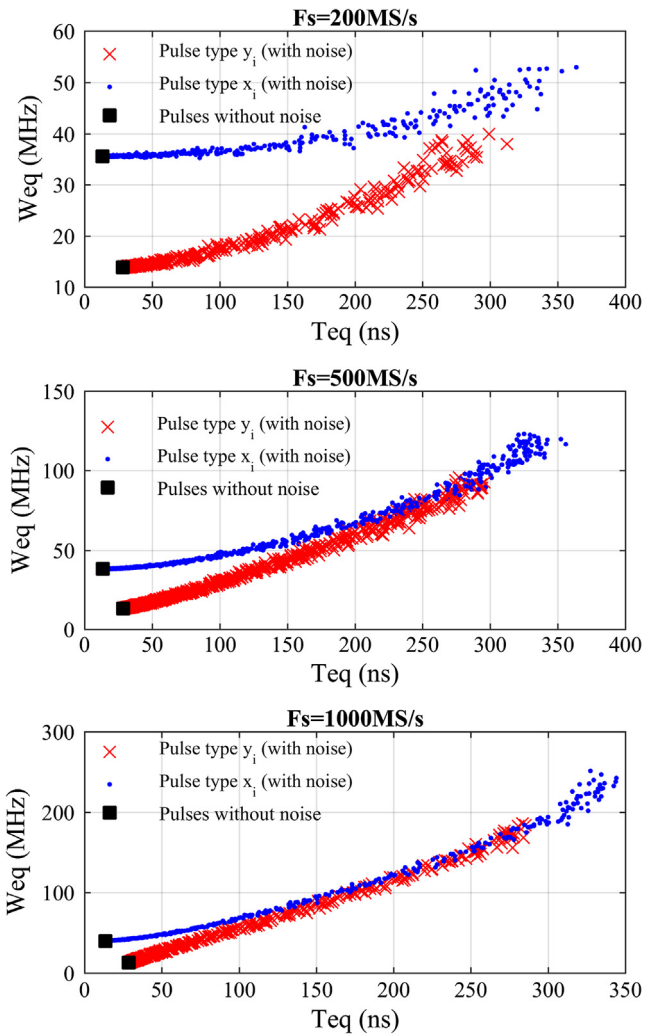 Fs=200MS/s
60
50
40
30
20
10
Weq (MHz)
Pulse type y_i (with noise)
Pulse type x_i (with noise)
Pulses without noise
0 50 100 150 200 250 300 350 400
Teq (ns)
Fs=500MS/s
150
100
50
0
Weq (MHz)
Pulse type y_i (with noise)
Pulse type x_i (with noise)
Pulses without noise
0 50 100 150 200 250 300 350 400
Teq (ns)
Fs=1000MS/s
300
200
100
0
Weq (MHz)
Pulse type y_i (with noise)
Pulse type x_i (with noise)
Pulses without noise
0 50 100 150 200 250 300 350
Teq (ns)